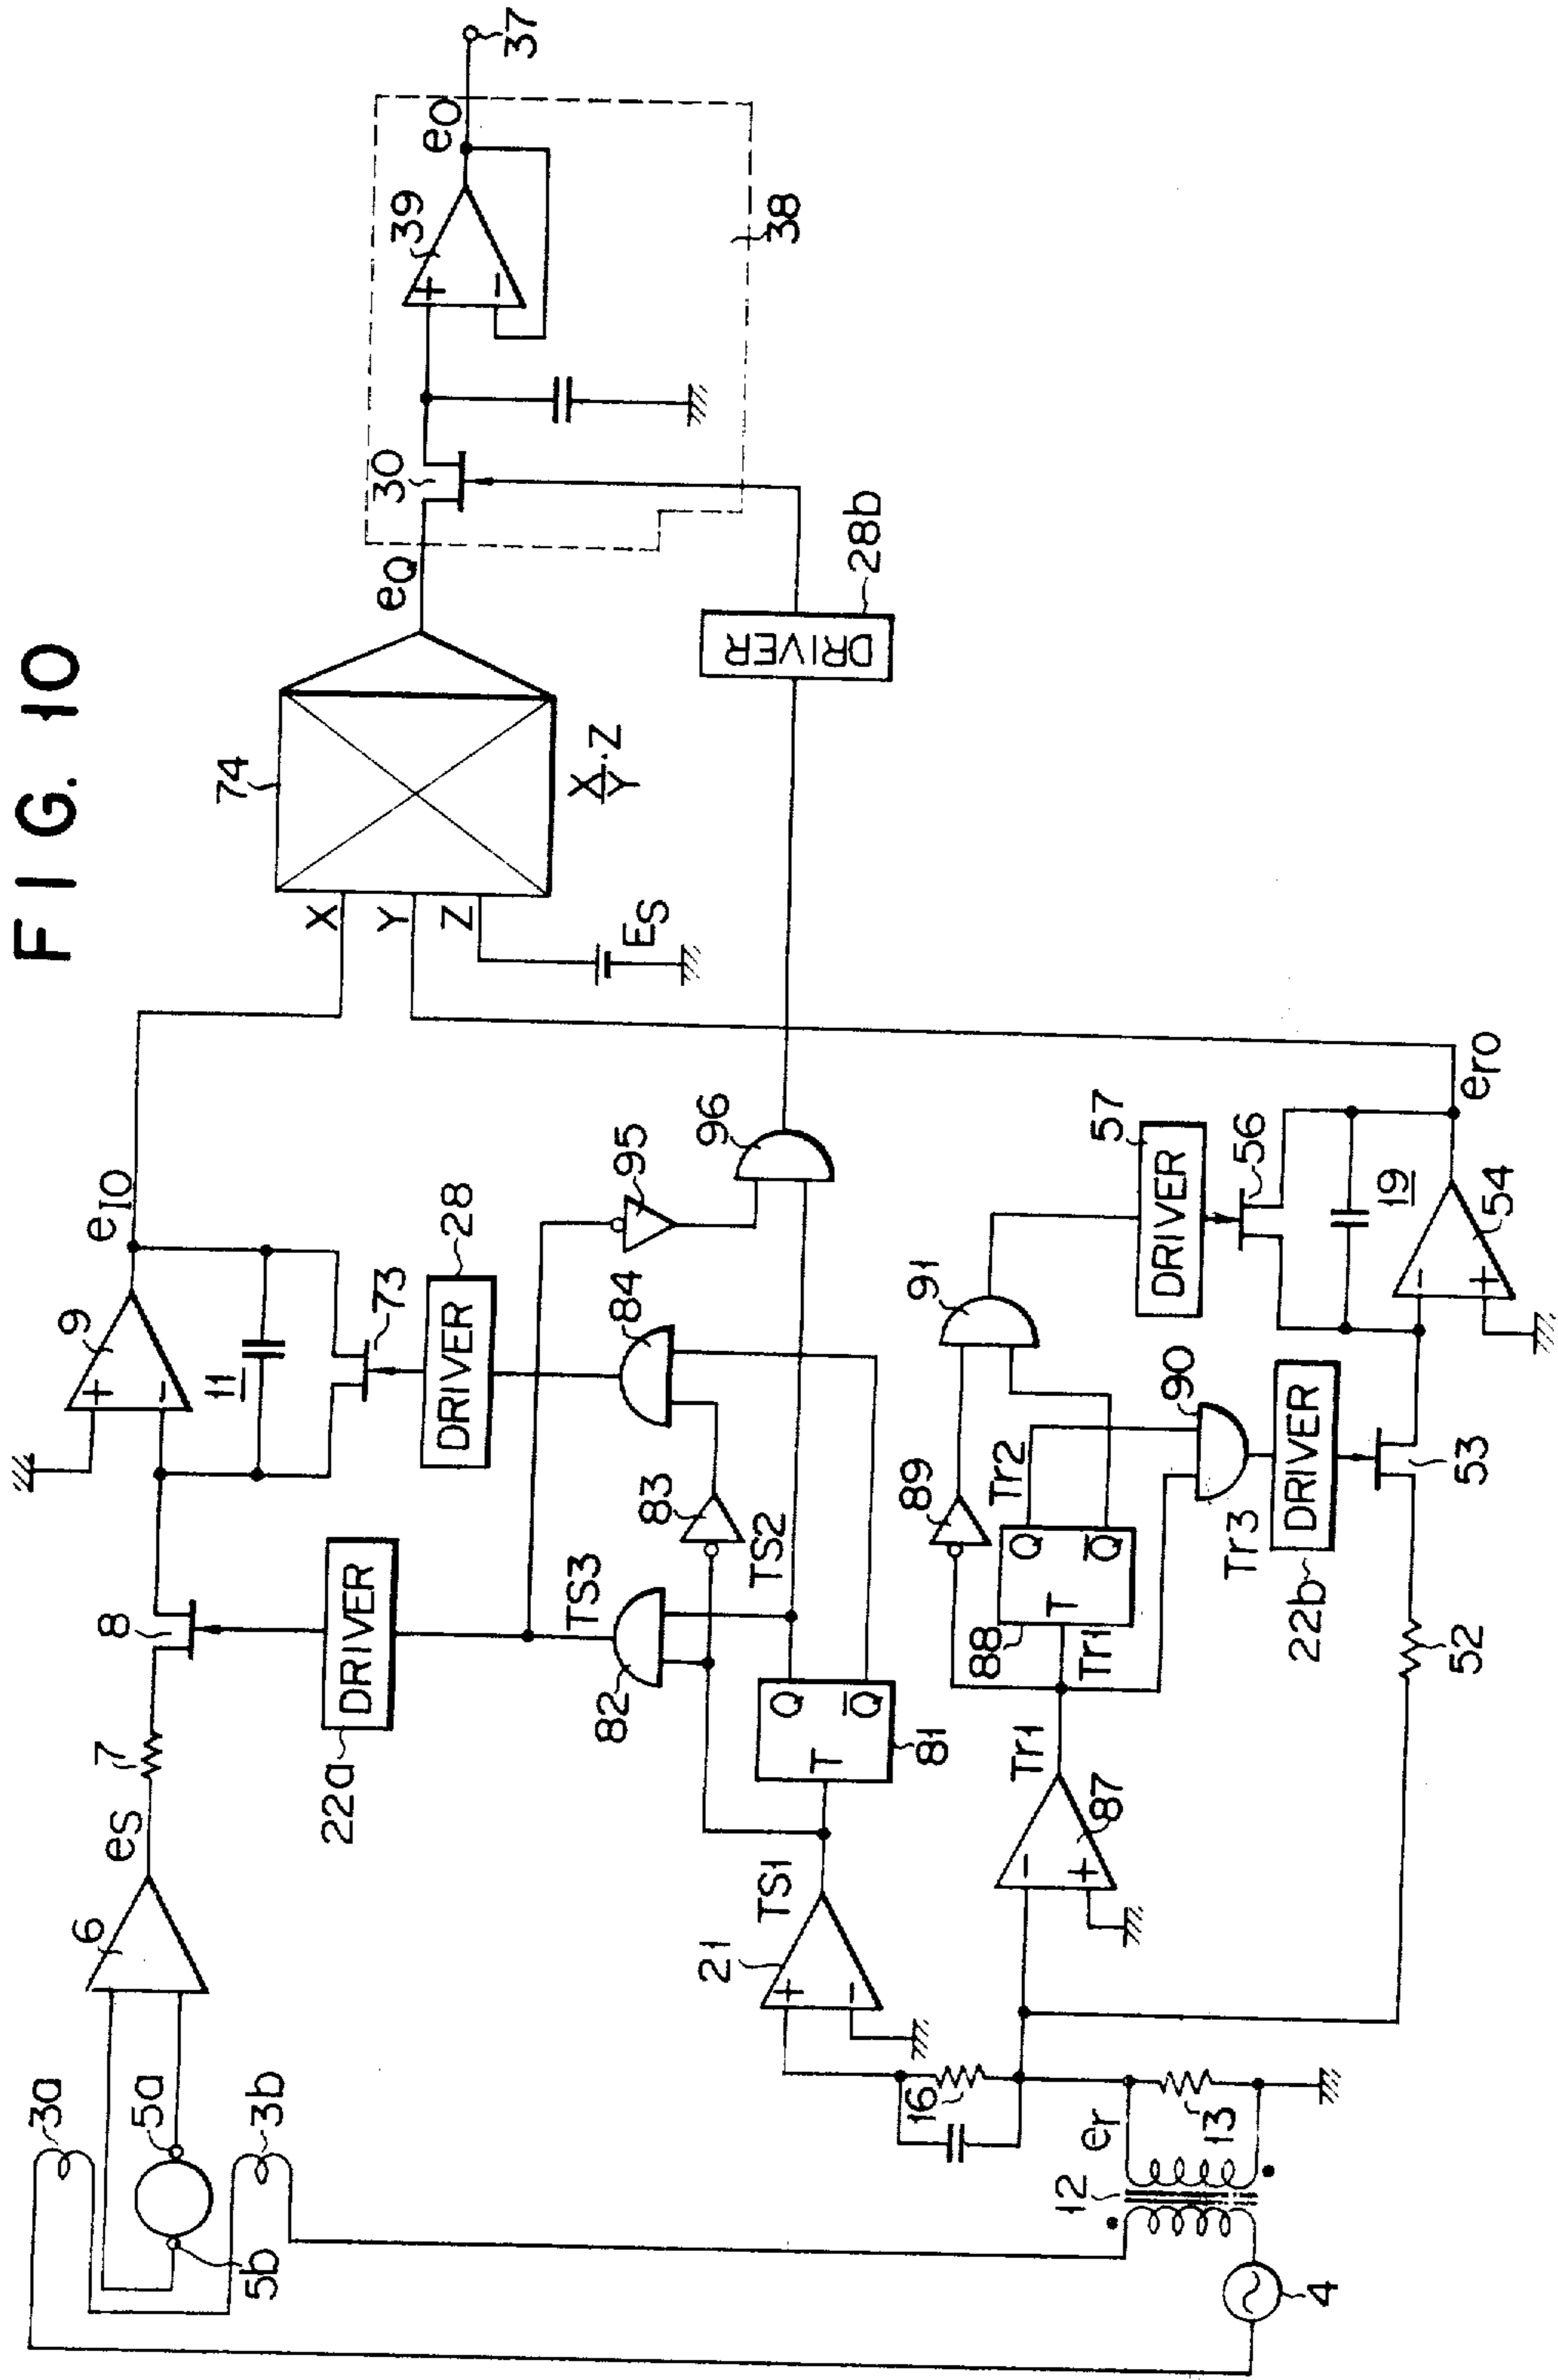 FIG. 10
3a
5a
5b
3b
6
eS
7
8
9
+
−
11
eIO
73
22a
DRIVER
28
DRIVER
TS3
82
83
84
95
96
TS2
TS1
21
+
−
T
Q
Q̅
81
X
Y
Z
ES
74
X/Y·Z
eQ
30
39
+
−
eO
37
38
DRIVER
28b
4
12
er
13
16
87
−
+
Tr1
Tr1
88
T
Q
Q̅
Tr2
89
90
91
Tr3
22b
DRIVER
52
53
57
DRIVER
56
19
−
+
54
erO